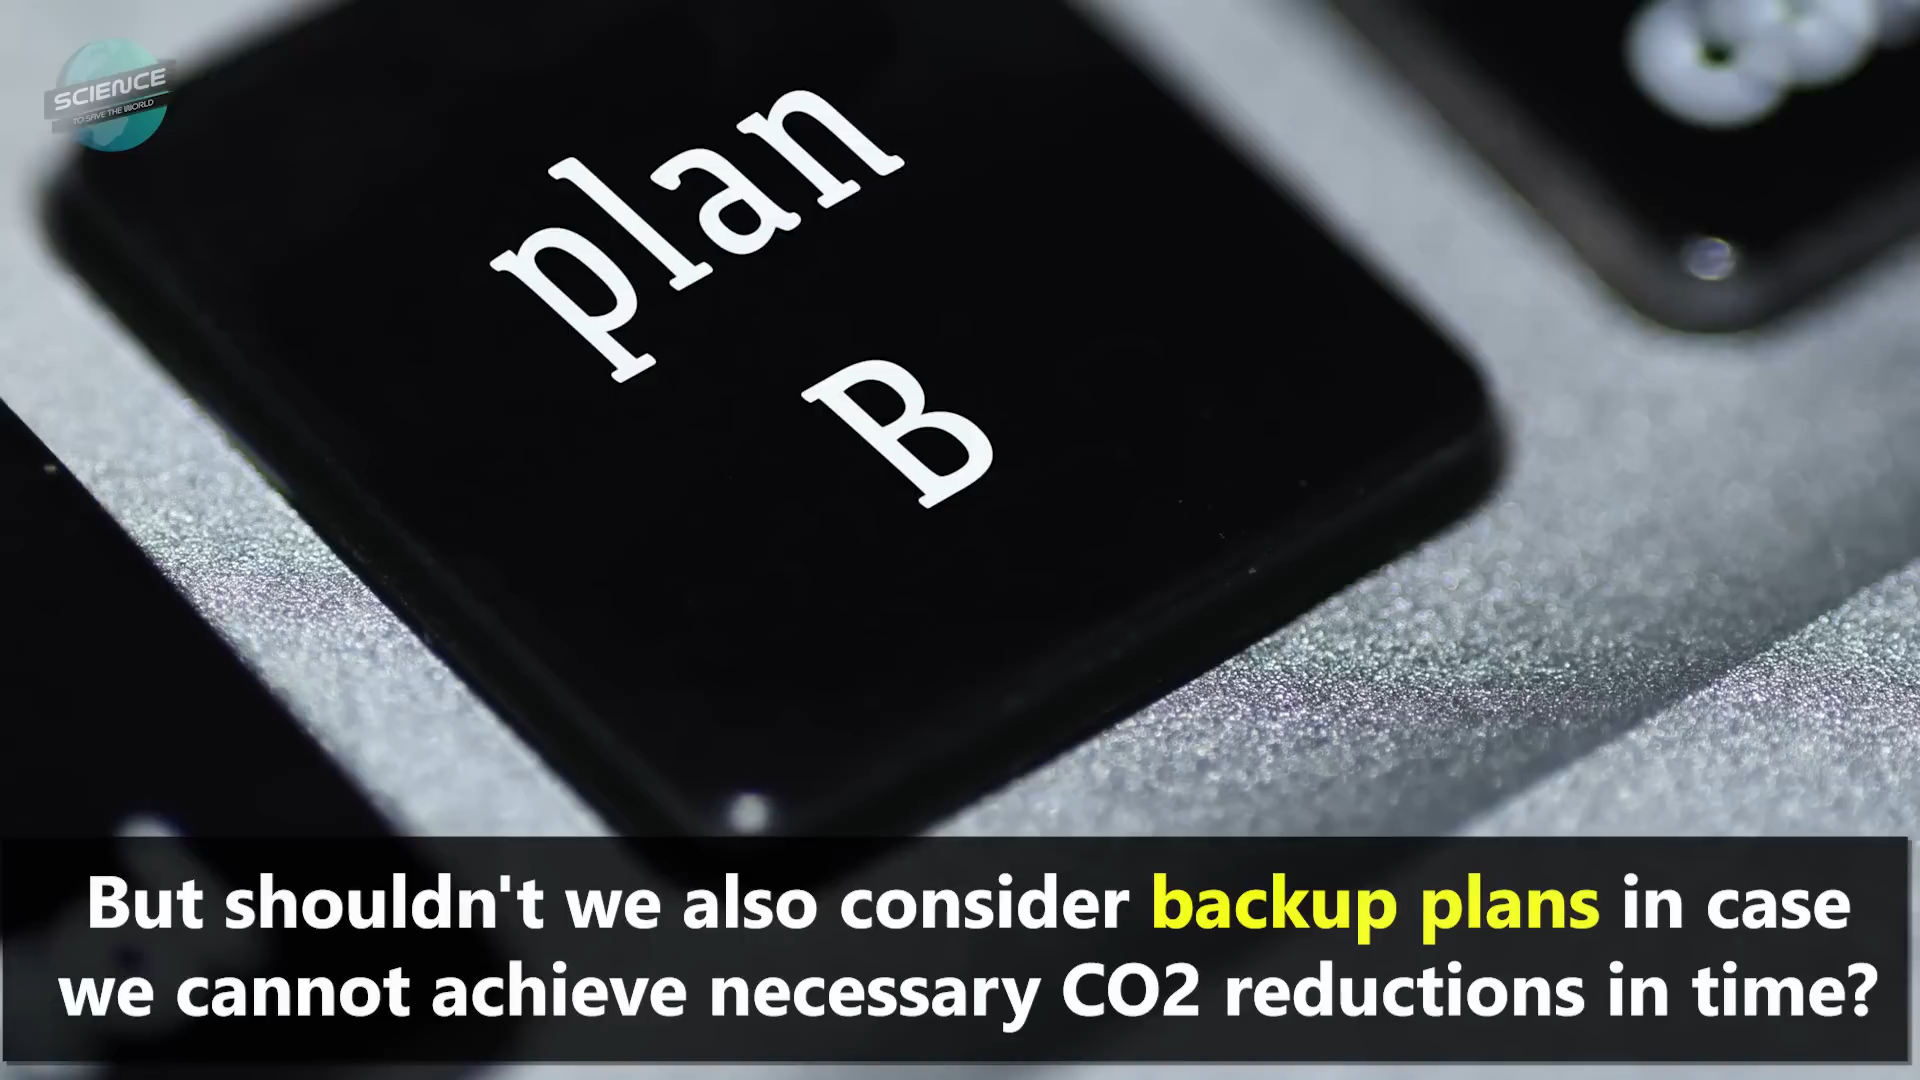 SCIENCE
TO SAVE THE WORLD
plan
B
But shouldn't we also consider backup plans in case
we cannot achieve necessary CO2 reductions in time?